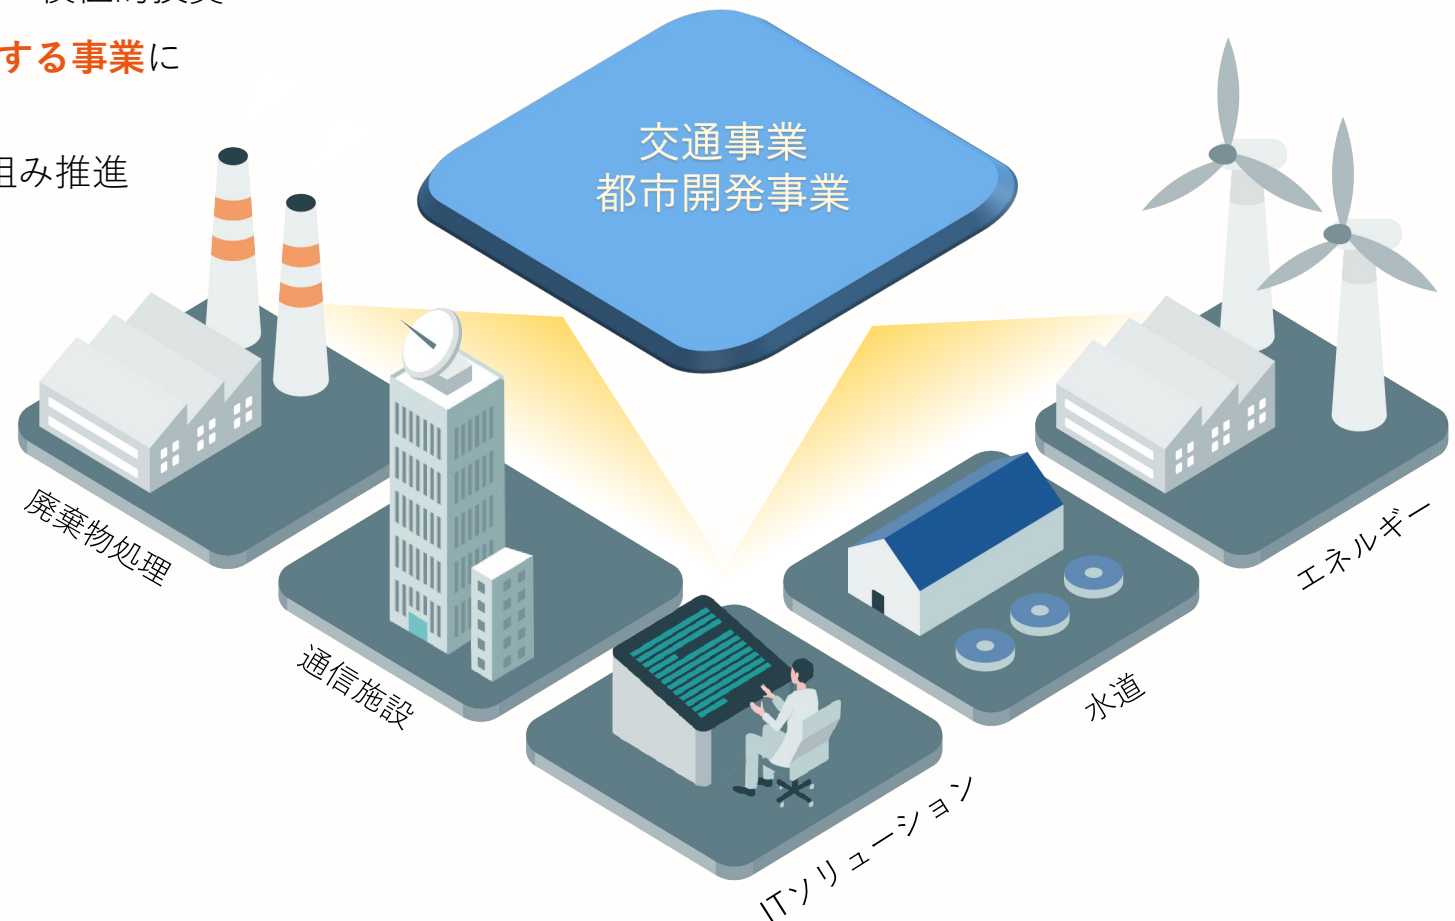 する事業に
組み推進
交通事業
都市開発事業
廃棄物処理
通信施設
ITソリューション
水道
エネルギー